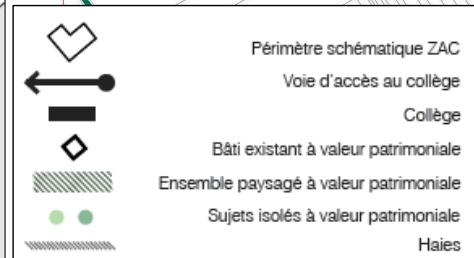 Périmètre schématique ZAC
Voie d'accès au collège
Collège
Bâti existant à valeur patrimoniale
Ensemble paysagé à valeur patrimoniale
Sujets isolés à valeur patrimoniale
Haies